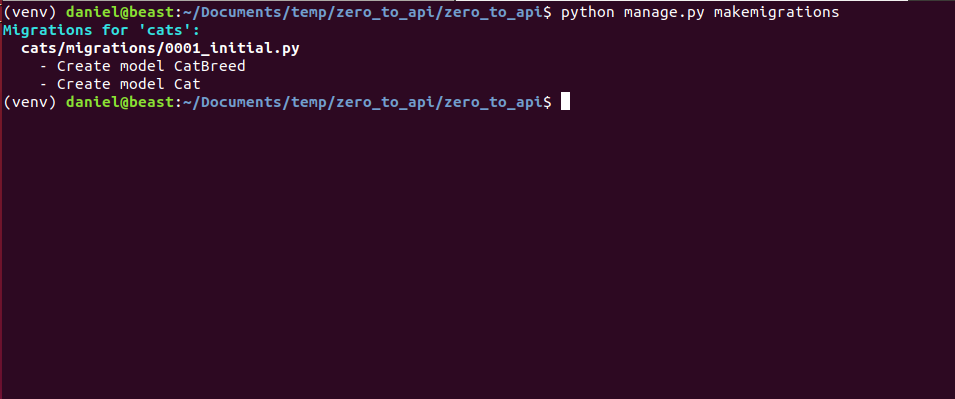 (venv) daniel@beast:~/Documents/temp/zero_to_api/zero_to_api$ python manage.py makemigrations
Migrations for 'cats':
  cats/migrations/0001_initial.py
    - Create model CatBreed
    - Create model Cat
(venv) daniel@beast:~/Documents/temp/zero_to_api/zero_to_api$